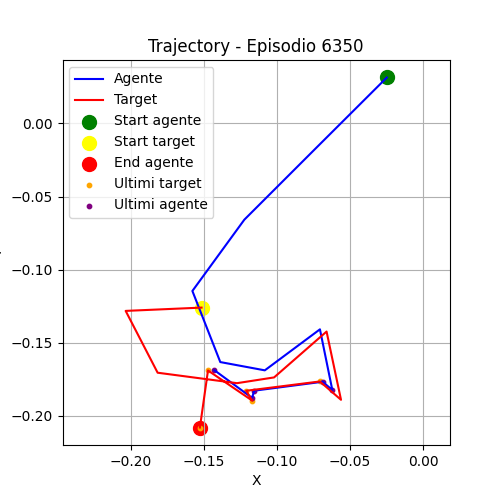 Trajectory - Episodio 6350
Agente
Target
Start agente
Start target
End agente
Ultimi target
Ultimi agente
0.00
−0.05
−0.10
−0.15
−0.20
−0.20
−0.15
−0.10
−0.05
0.00
X